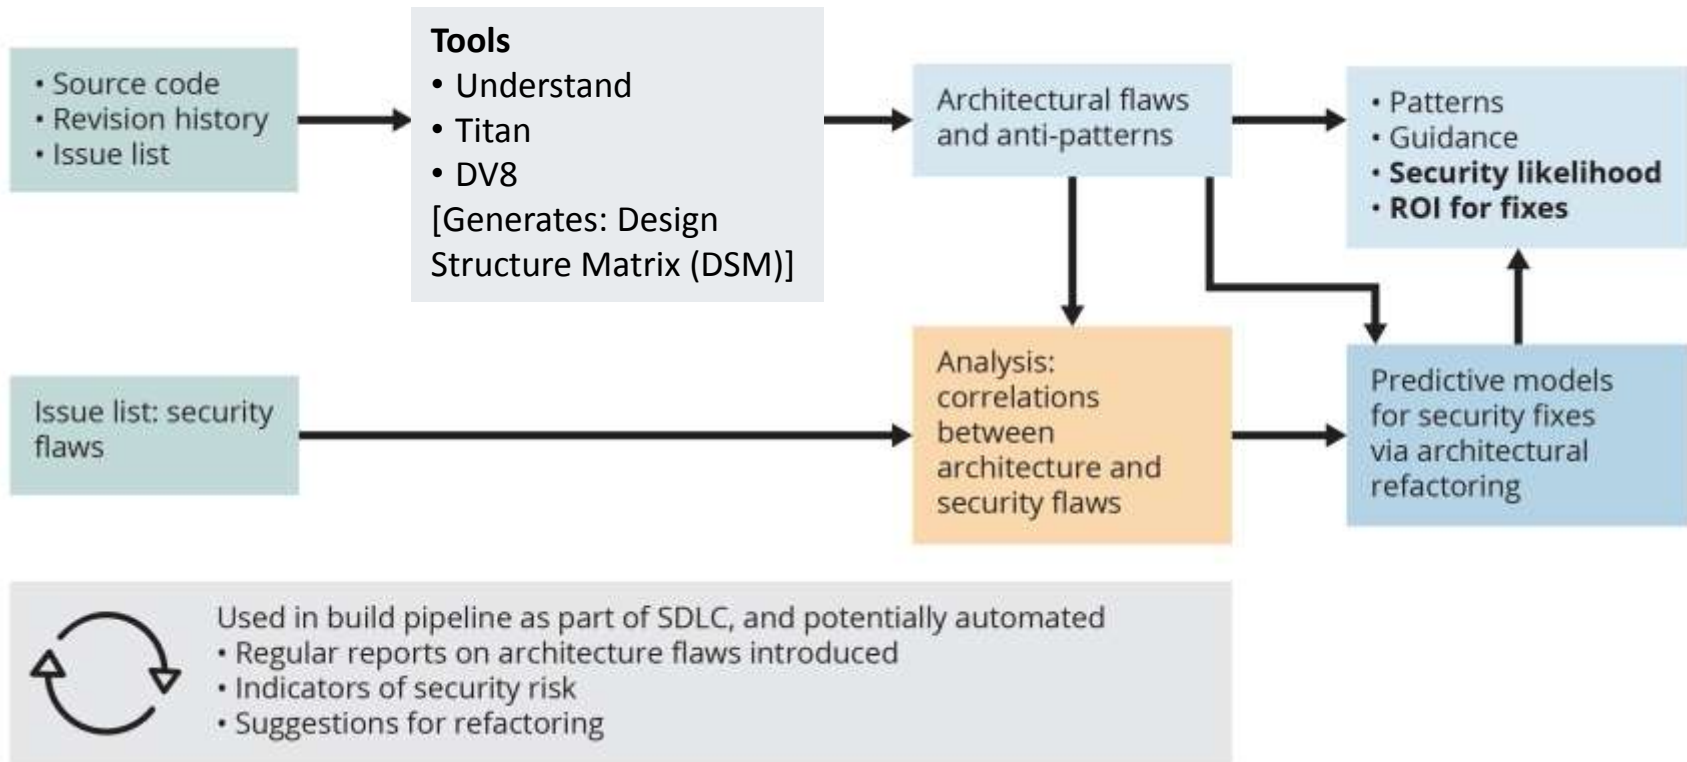 • Source code
• Revision history
• Issue list
Tools
• Understand
• Titan
• DV8
[Generates: Design
Structure Matrix (DSM)]
Architectural flaws
and anti-patterns
• Patterns
• Guidance
• Security likelihood
• ROI for fixes
Issue list: security
flaws
Analysis:
correlations
between
architecture and
security flaws
Predictive models
for security fixes
via architectural
refactoring
Used in build pipeline as part of SDLC, and potentially automated
• Regular reports on architecture flaws introduced
• Indicators of security risk
• Suggestions for refactoring